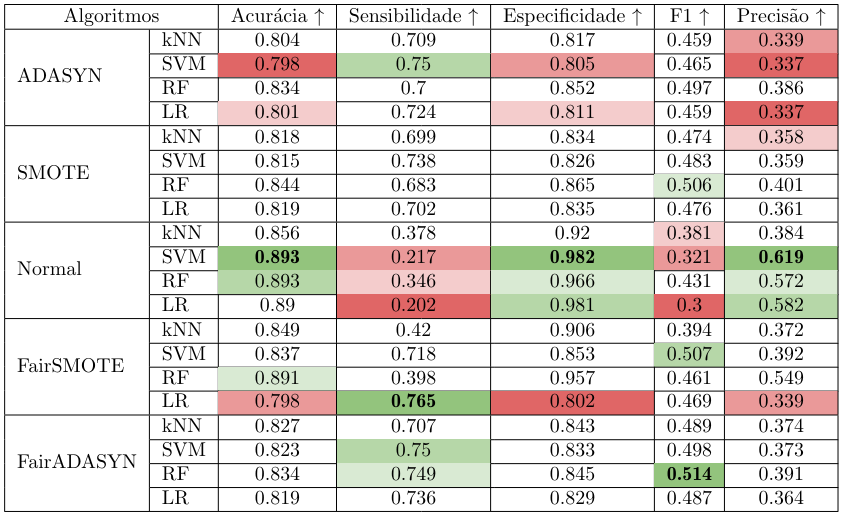 Algoritmos Acurácia ↑ Sensibilidade ↑ Especificidade ↑ F1 ↑ Precisão ↑
ADASYN
kNN 0.804 0.709 0.817 0.459 0.339
SVM 0.798 0.75 0.805 0.465 0.337
RF 0.834 0.7 0.852 0.497 0.386
LR 0.801 0.724 0.811 0.459 0.337
SMOTE
kNN 0.818 0.699 0.834 0.474 0.358
SVM 0.815 0.738 0.826 0.483 0.359
RF 0.844 0.683 0.865 0.506 0.401
LR 0.819 0.702 0.835 0.476 0.361
Normal
kNN 0.856 0.378 0.92 0.381 0.384
SVM 0.893 0.217 0.982 0.321 0.619
RF 0.893 0.346 0.966 0.431 0.572
LR 0.89 0.202 0.981 0.3 0.582
FairSMOTE
kNN 0.849 0.42 0.906 0.394 0.372
SVM 0.837 0.718 0.853 0.507 0.392
RF 0.891 0.398 0.957 0.461 0.549
LR 0.798 0.765 0.802 0.469 0.339
FairADASYN
kNN 0.827 0.707 0.843 0.489 0.374
SVM 0.823 0.75 0.833 0.498 0.373
RF 0.834 0.749 0.845 0.514 0.391
LR 0.819 0.736 0.829 0.487 0.364